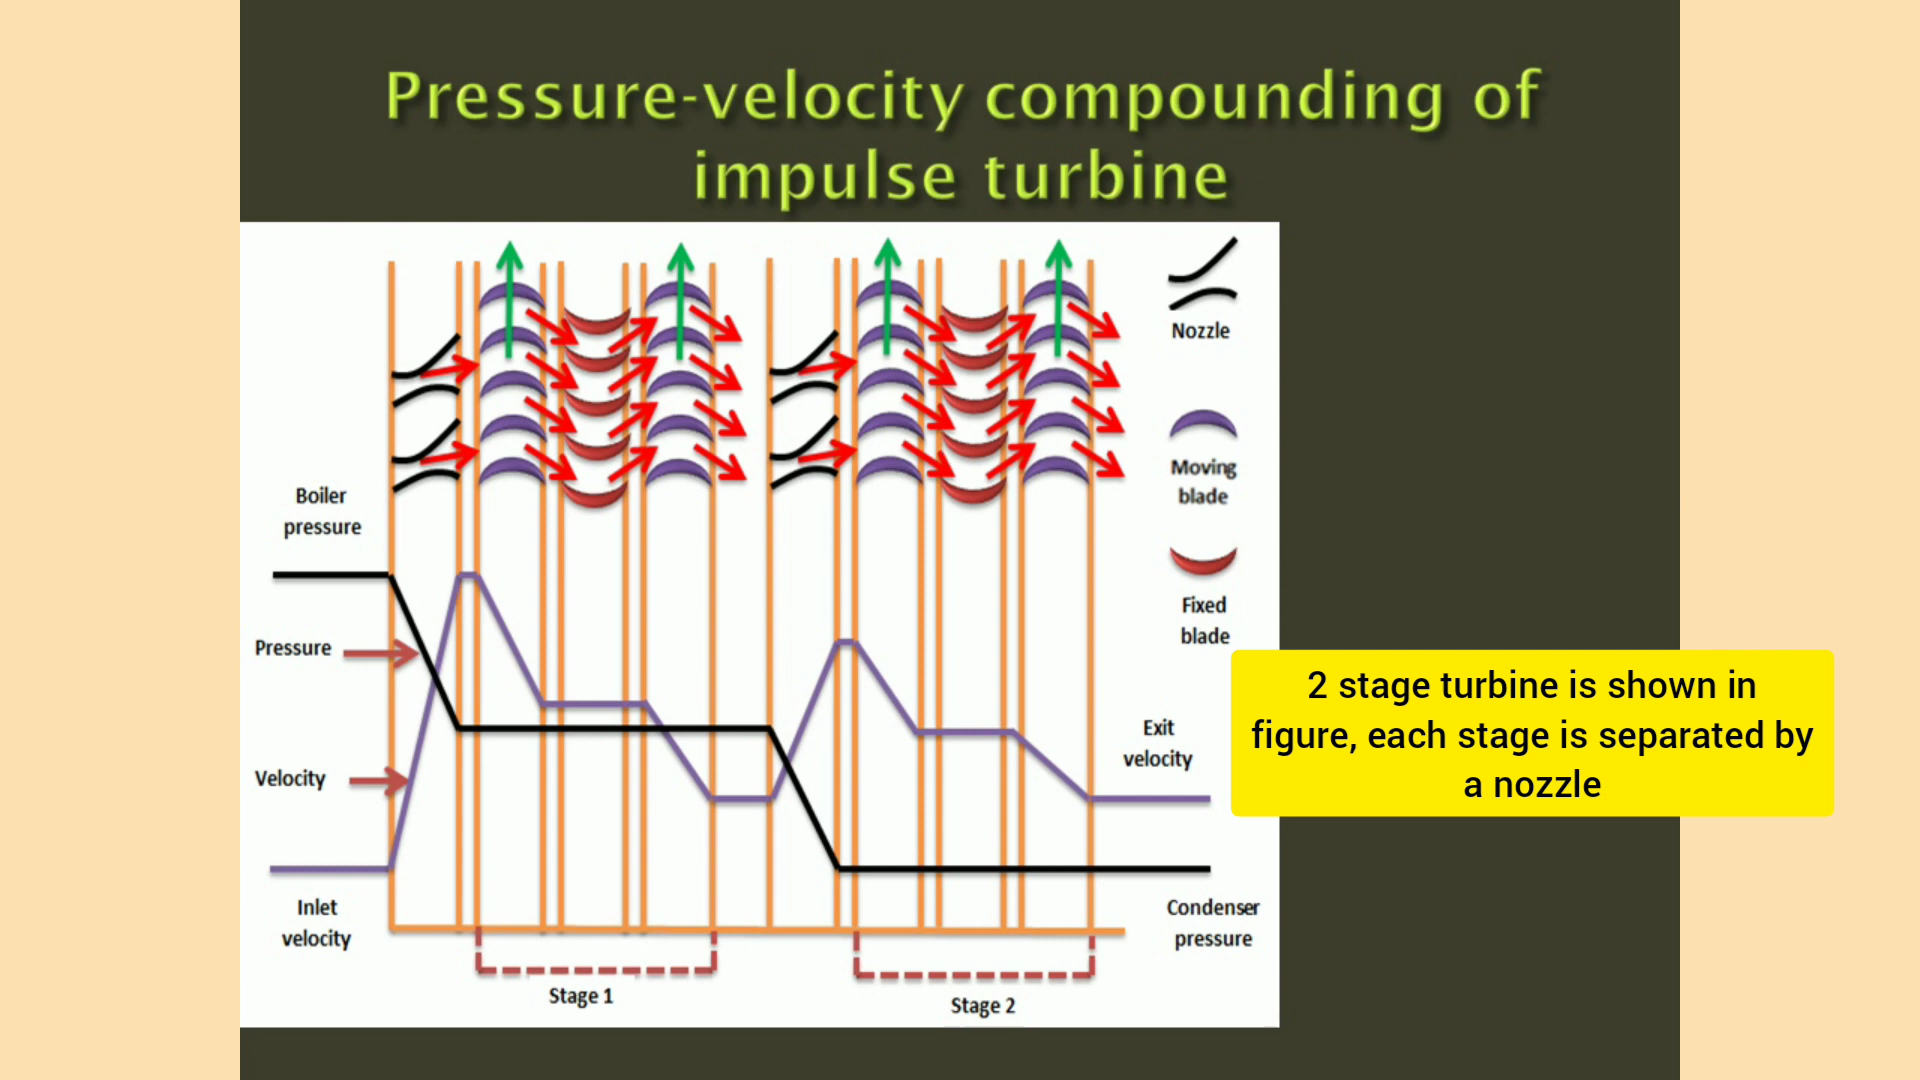 Pressure-velocity compounding of
impulse turbine
Nozzle
Moving
blade
Fixed
blade
Boiler
pressure
Pressure
Velocity
Inlet
velocity
Exit
velocity
Condenser
pressure
Stage 1
Stage 2
2 stage turbine is shown in
figure, each stage is separated by
a nozzle